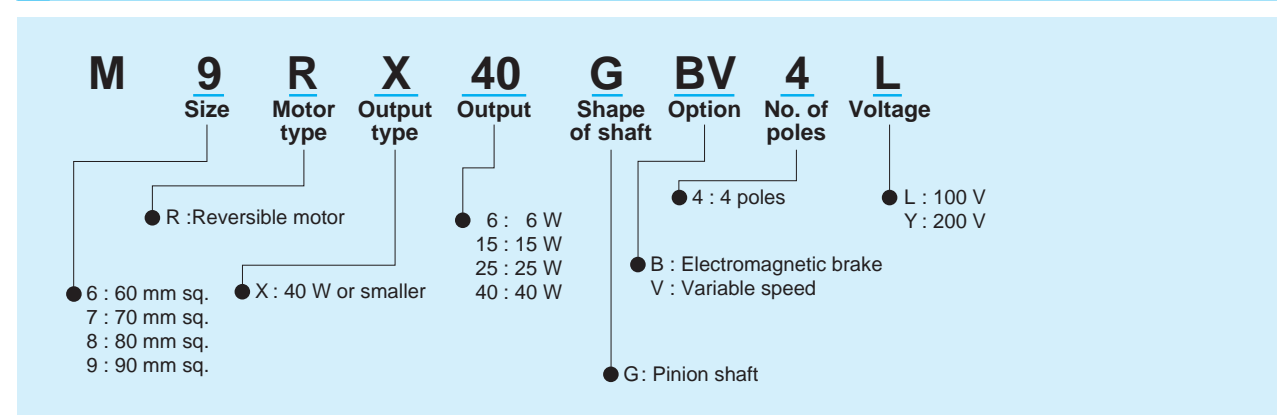 M 9 R X 40 G BV 4 L
Size Motor type Output type Output Shape of shaft Option No. of poles Voltage
4 : 4 poles
L : 100 V
Y : 200 V
R :Reversible motor
6 : 6 W
15 : 15 W
25 : 25 W
40 : 40 W
B : Electromagnetic brake
V : Variable speed
X : 40 W or smaller
6 : 60 mm sq.
7 : 70 mm sq.
8 : 80 mm sq.
9 : 90 mm sq.
G: Pinion shaft